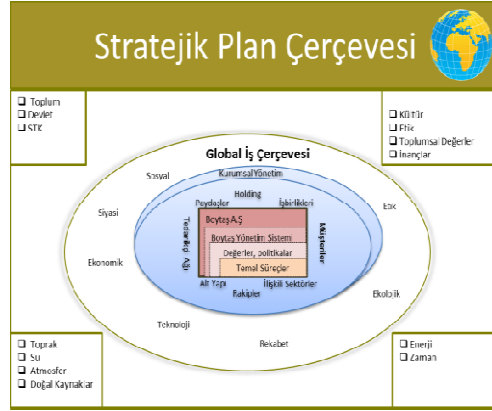 Stratejik Plan Çerçevesi
Toplum
Devlet
STK
Kültür
Etik
Toplumsal Değerler
İnançlar
Global İş Çerçevesi
Sosyal
Kurumsal Yönetim
Holding
Siyasi
Paydaşlar
İşbirlikleri
Etik
Boytaş A.Ş
Tedarikçi Ağı
Müşteriler
Boytaş Yönetim Sistem
Değerler, politikalar
Ekonomik
Temel Süreçler
Alt Yapı
İlişkili Sektörler
Rakipler
Ekolojik
Teknoloji
Rekabet
Toprak
Su
Atmosfer
Doğal Kaynaklar
Enerji
Zaman